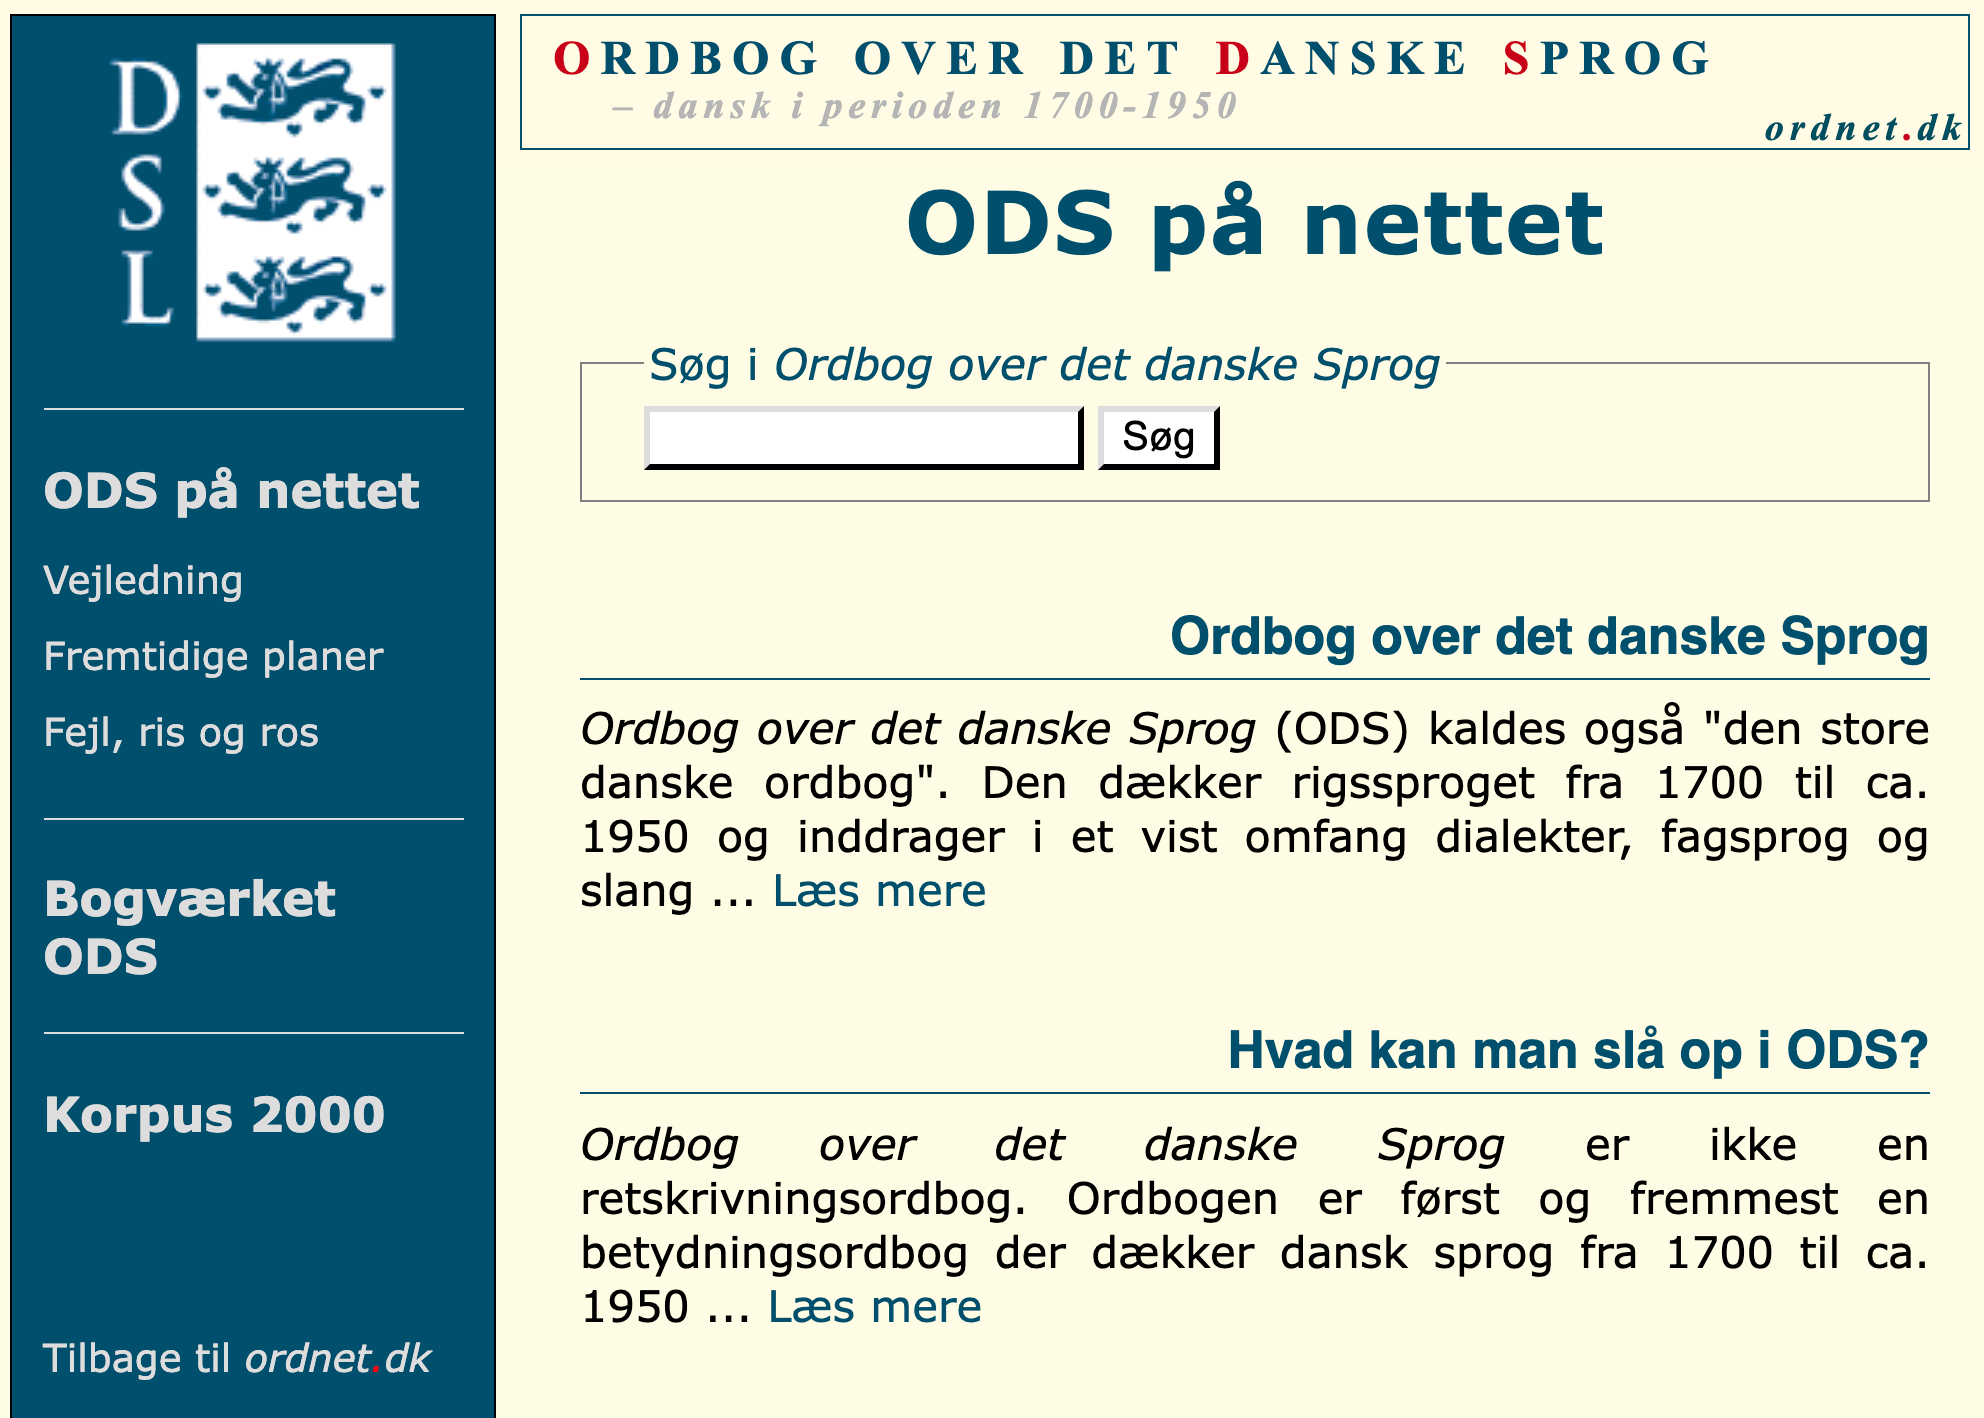 D
S
L
ODS på nettet
Vejledning
Fremtidige planer
Fejl, ris og ros
Bogværket
ODS
Korpus 2000
Tilbage til ordnet.dk
ORDBOG OVER DET DANSKE SPROG
– dansk i perioden 1700-1950
ordnet.dk
ODS på nettet
Søg i Ordbog over det danske Sprog
Søg
Ordbog over det danske Sprog
Ordbog over det danske Sprog (ODS) kaldes også "den store
danske ordbog". Den dækker rigssproget fra 1700 til ca.
1950 og inddrager i et vist omfang dialekter, fagsprog og
slang ... Læs mere
Hvad kan man slå op i ODS?
Ordbog over det danske Sprog er ikke en
retskrivningsordbog. Ordbogen er først og fremmest en
betydningsordbog der dækker dansk sprog fra 1700 til ca.
1950 ... Læs mere